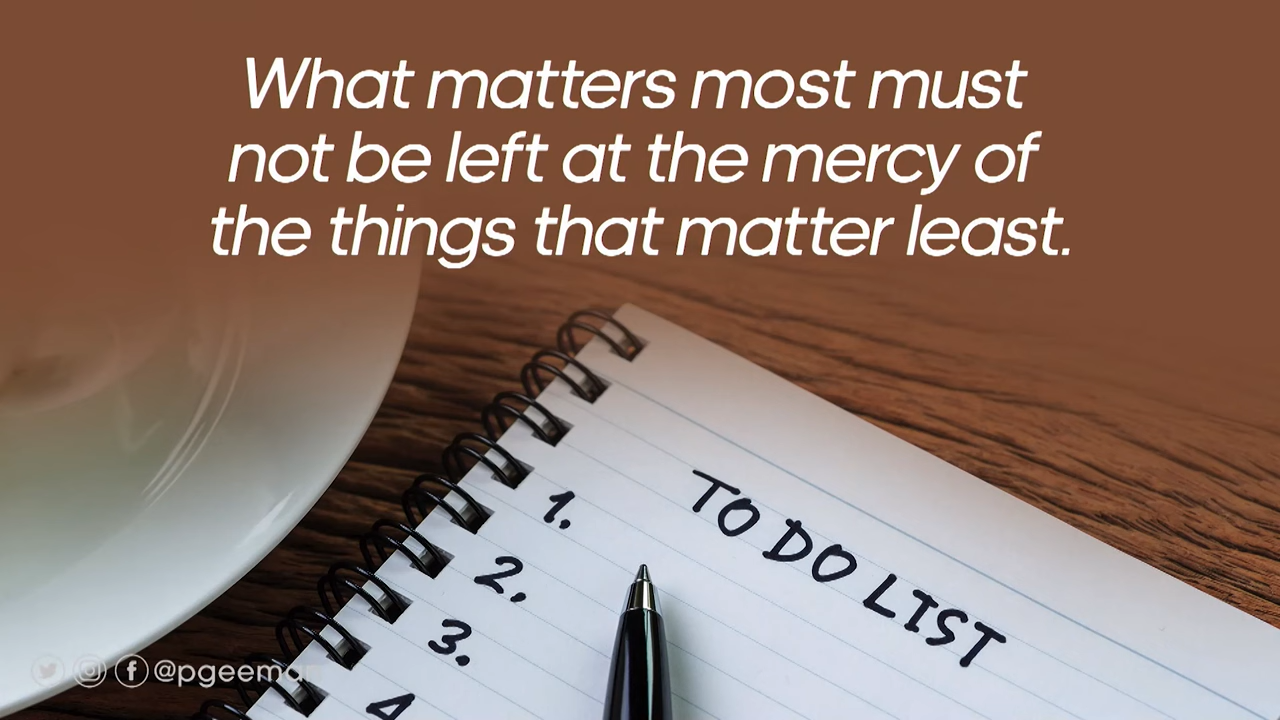 What matters most must
not be left at the mercy of
the things that matter least.
TO DO LIST
1.
2.
3.
4